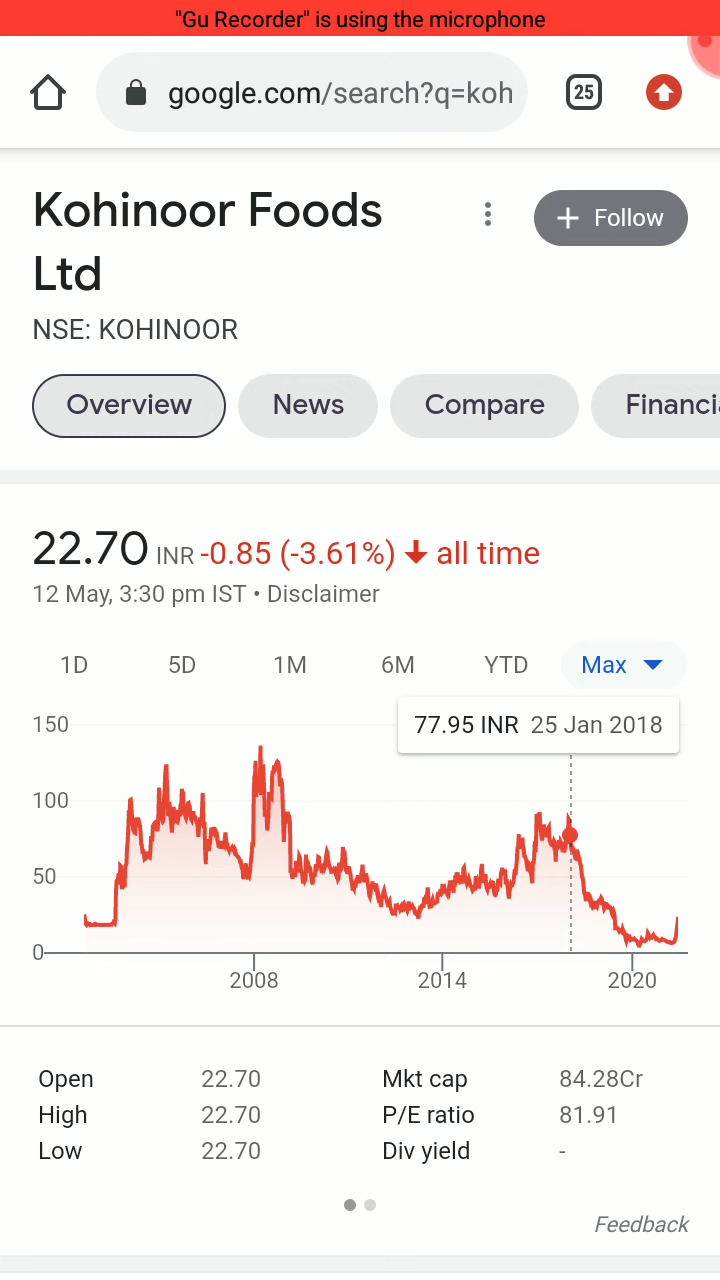 "Gu Recorder" is using the microphone
google.com/search?q=koh
25
Kohinoor Foods
Ltd
+ Follow
NSE: KOHINOOR
Overview News Compare Financi
22.70 INR -0.85 (-3.61%) ↓ all time
12 May, 3:30 pm IST • Disclaimer
1D 5D 1M 6M YTD Max
77.95 INR 25 Jan 2018
150
100
50
0
2008 2014 2020
Open 22.70 Mkt cap 84.28Cr
High 22.70 P/E ratio 81.91
Low 22.70 Div yield -
Feedback